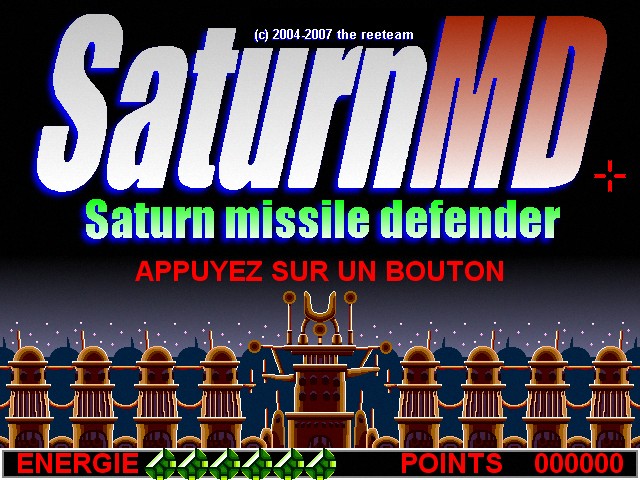 (c) 2004-2007 the reeteam
SaturnMD
Saturn missile defender
APPUYEZ SUR UN BOUTON
ENERGIE POINTS 000000